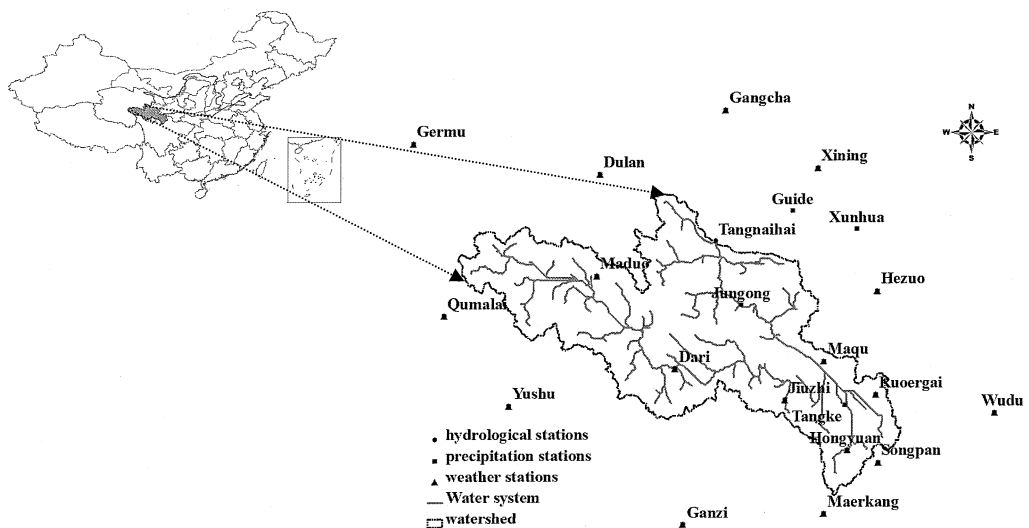 Gangcha
N
W E
S
Germu
Dulan
Xining
Guide
Xunhua
Tangnaihai
Maduo
Hezuo
Jungong
Qumalai
Maqu
Dari
Jiuzhi
Ruoergai
Yushu
Wudu
Tangke
Hongyuan
Songpan
hydrological stations
precipitation stations
weather stations
Water system
watershed
Maerkang
Ganzi